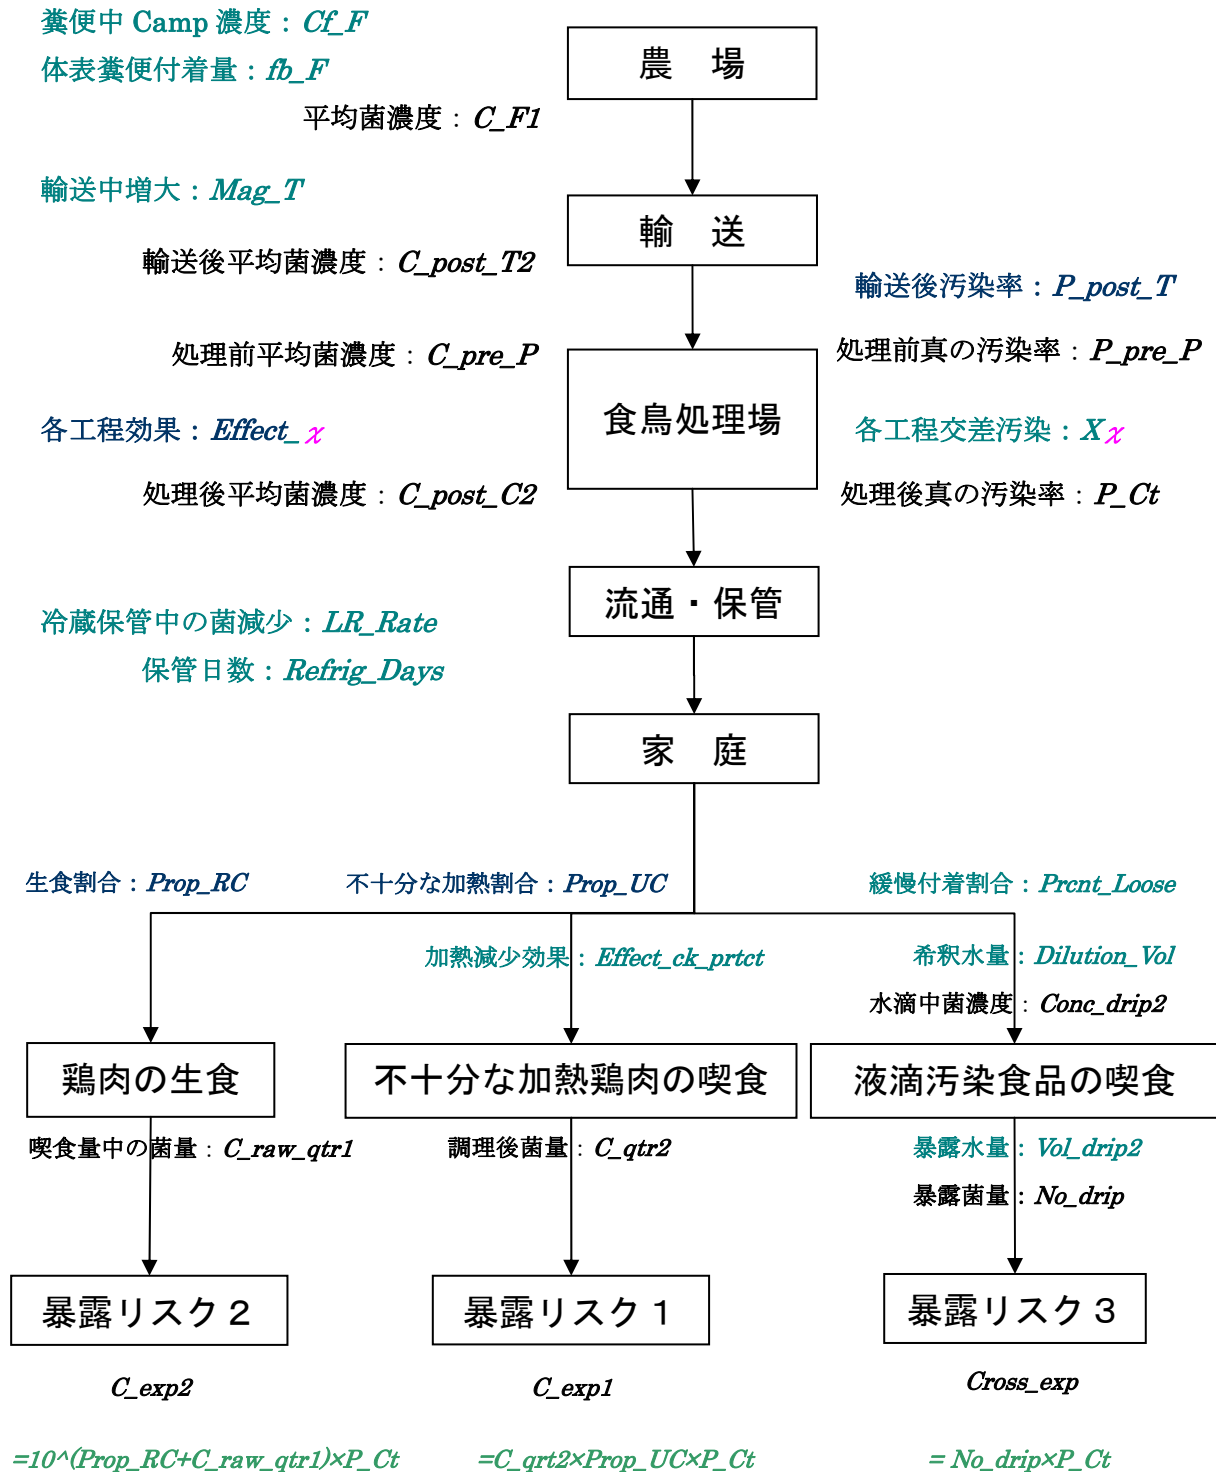 糞便中 Camp 濃度：Cf_F
農　場
体表糞便付着量：fb_F
平均菌濃度：C_F1
輸送中増大：Mag_T
輸　送
輸送後平均菌濃度：C_post_T2
輸送後汚染率：P_post_T
処理前平均菌濃度：C_pre_P
処理前真の汚染率：P_pre_P
食鳥処理場
各工程効果：Effect_χ
各工程交差汚染：Xχ
処理後平均菌濃度：C_post_C2
処理後真の汚染率：P_Ct
流通・保管
冷蔵保管中の菌減少：LR_Rate
保管日数：Refrig_Days
家　庭
生食割合：Prop_RC
不十分な加熱割合：Prop_UC
緩慢付着割合：Prcnt_Loose
加熱減少効果：Effect_ck_prtct
希釈水量：Dilution_Vol
水滴中菌濃度：Conc_drip2
鶏肉の生食
不十分な加熱鶏肉の喫食
液滴汚染食品の喫食
喫食量中の菌量：C_raw_qtr1
調理後菌量：C_qtr2
暴露水量：Vol_drip2
暴露菌量：No_drip
暴露リスク２
暴露リスク１
暴露リスク３
C_exp2
C_exp1
Cross_exp
=10^(Prop_RC+C_raw_qtr1)×P_Ct
=C_qrt2×Prop_UC×P_Ct
= No_drip×P_Ct